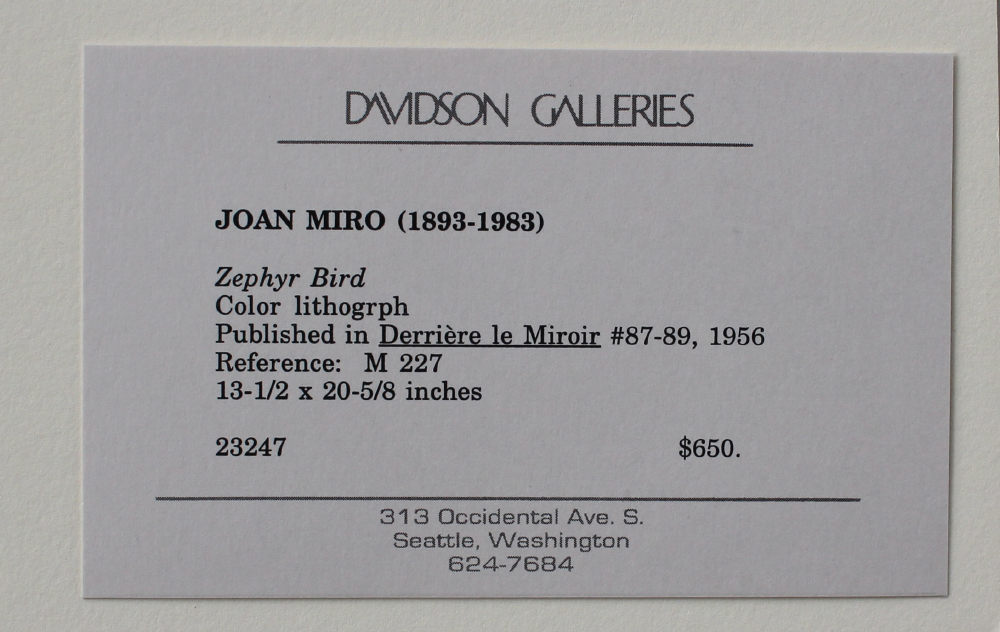 DAVIDSON GALLERIES
JOAN MIRO (1893-1983)
Zephyr Bird
Color lithogrph
Published in Derrière le Miroir #87-89, 1956
Reference: M 227
13-1/2 x 20-5/8 inches
23247 $650.
313 Occidental Ave. S.
Seattle, Washington
624-7684